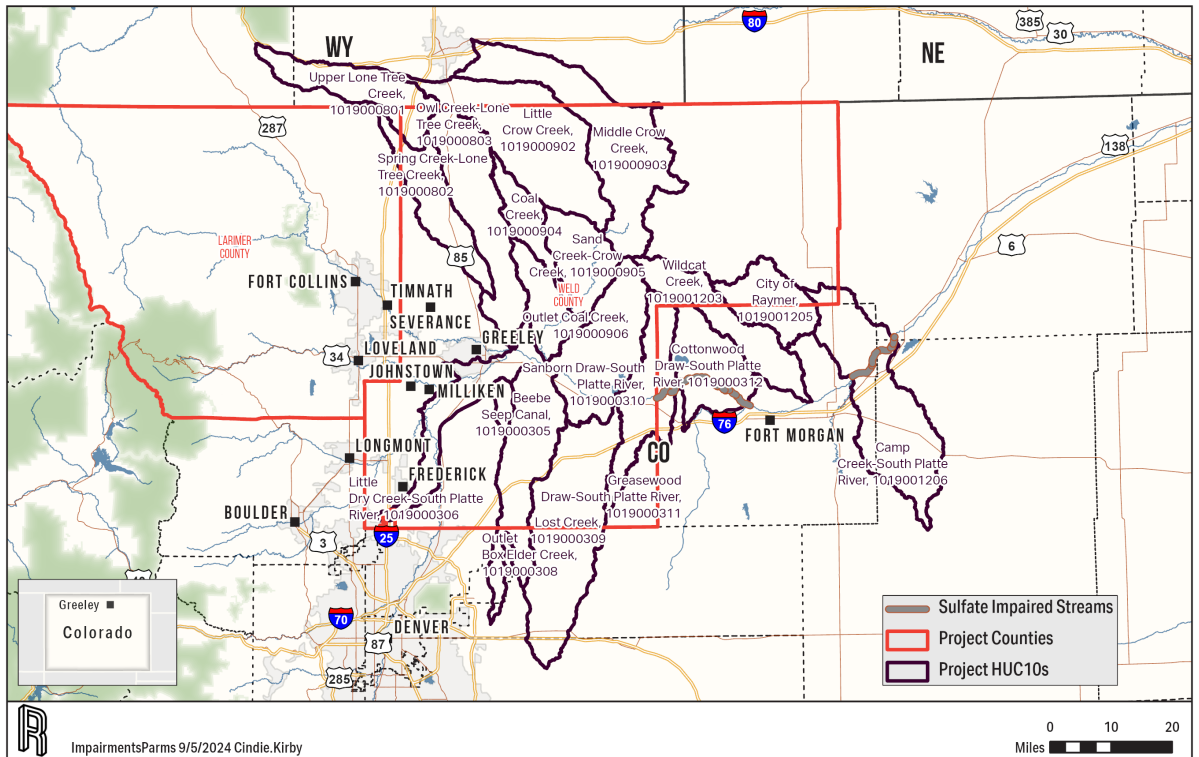 80
385
30
WY
NE
Upper Lone Tree
Creek,
1019000801
Owl Creek-Lone
Tree Creek,
1019000803
Little
Crow Creek,
1019000902
Middle Crow
Creek,
1019000903
287
138
Spring Creek-Lone
Tree Creek,
1019000802
Coal
Creek,
1019000904
LARIMER
COUNTY
85
6
Sand
Creek-Crow
Creek, 1019000905
Wildcat
Creek,
1019001203
City of
Raymer,
1019001205
FORT COLLINS
TIMNATH
WELD
COUNTY
SEVERANCE
Outlet Coal Creek,
1019000906
GREELEY
34
LOVELAND
Cottonwood
Draw-South Platte
River, 1019000312
JOHNSTOWN
MILLIKEN
Sanborn Draw-South
Platte River,
1019000310
Beebe
Seep Canal,
1019000305
76
FORT MORGAN
CO
LONGMONT
Camp
Creek-South Platte
River, 1019001206
FREDERICK
Little
Dry Creek-South Platte
River, 1019000306
Greasewood
Draw-South Platte River,
1019000311
BOULDER
25
3
Lost Creek,
1019000309
Outlet
Box Elder Creek,
1019000308
Greeley
Colorado
70
DENVER
87
285
Sulfate Impaired Streams
Project Counties
Project HUC10s
R
ImpairmentsParms 9/5/2024 Cindie.Kirby
0 10 20
Miles